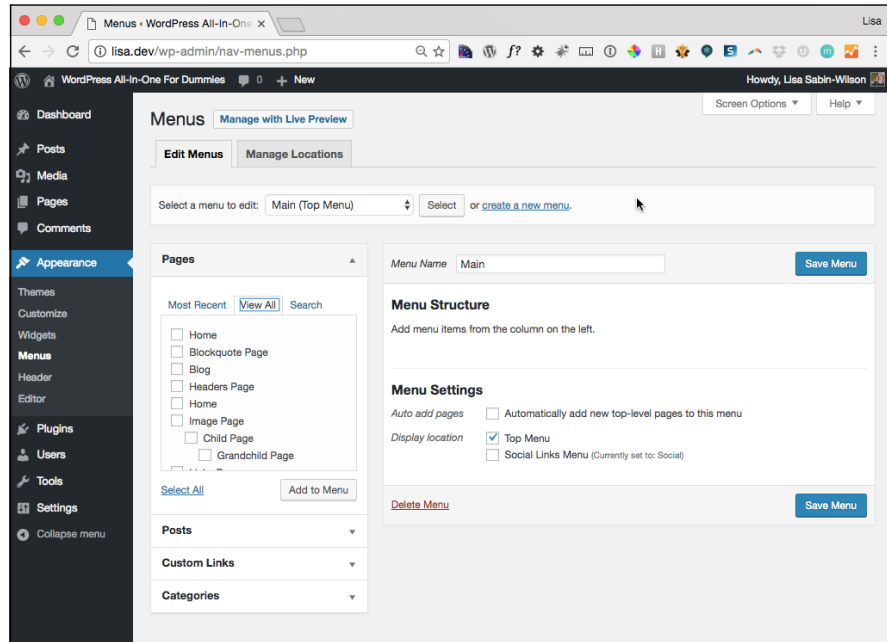 Menus ‹ WordPress All-In-One
Lisa
lisa.dev/wp-admin/nav-menus.php
WordPress All-In-One For Dummies 0 + New
Howdy, Lisa Sabin-Wilson
Screen Options Help
Dashboard
Posts
Media
Pages
Comments
Appearance
Themes
Customize
Widgets
Menus
Header
Editor
Plugins
Users
Tools
Settings
Collapse menu
Menus Manage with Live Preview
Edit Menus Manage Locations
Select a menu to edit: Main (Top Menu) Select or create a new menu.
Pages
Most Recent View All Search
Home
Blockquote Page
Blog
Headers Page
Home
Image Page
Child Page
Grandchild Page
Select All Add to Menu
Posts
Custom Links
Categories
Menu Name Main Save Menu
Menu Structure
Add menu items from the column on the left.
Menu Settings
Auto add pages Automatically add new top-level pages to this menu
Display location Top Menu
Social Links Menu (Currently set to: Social)
Delete Menu Save Menu